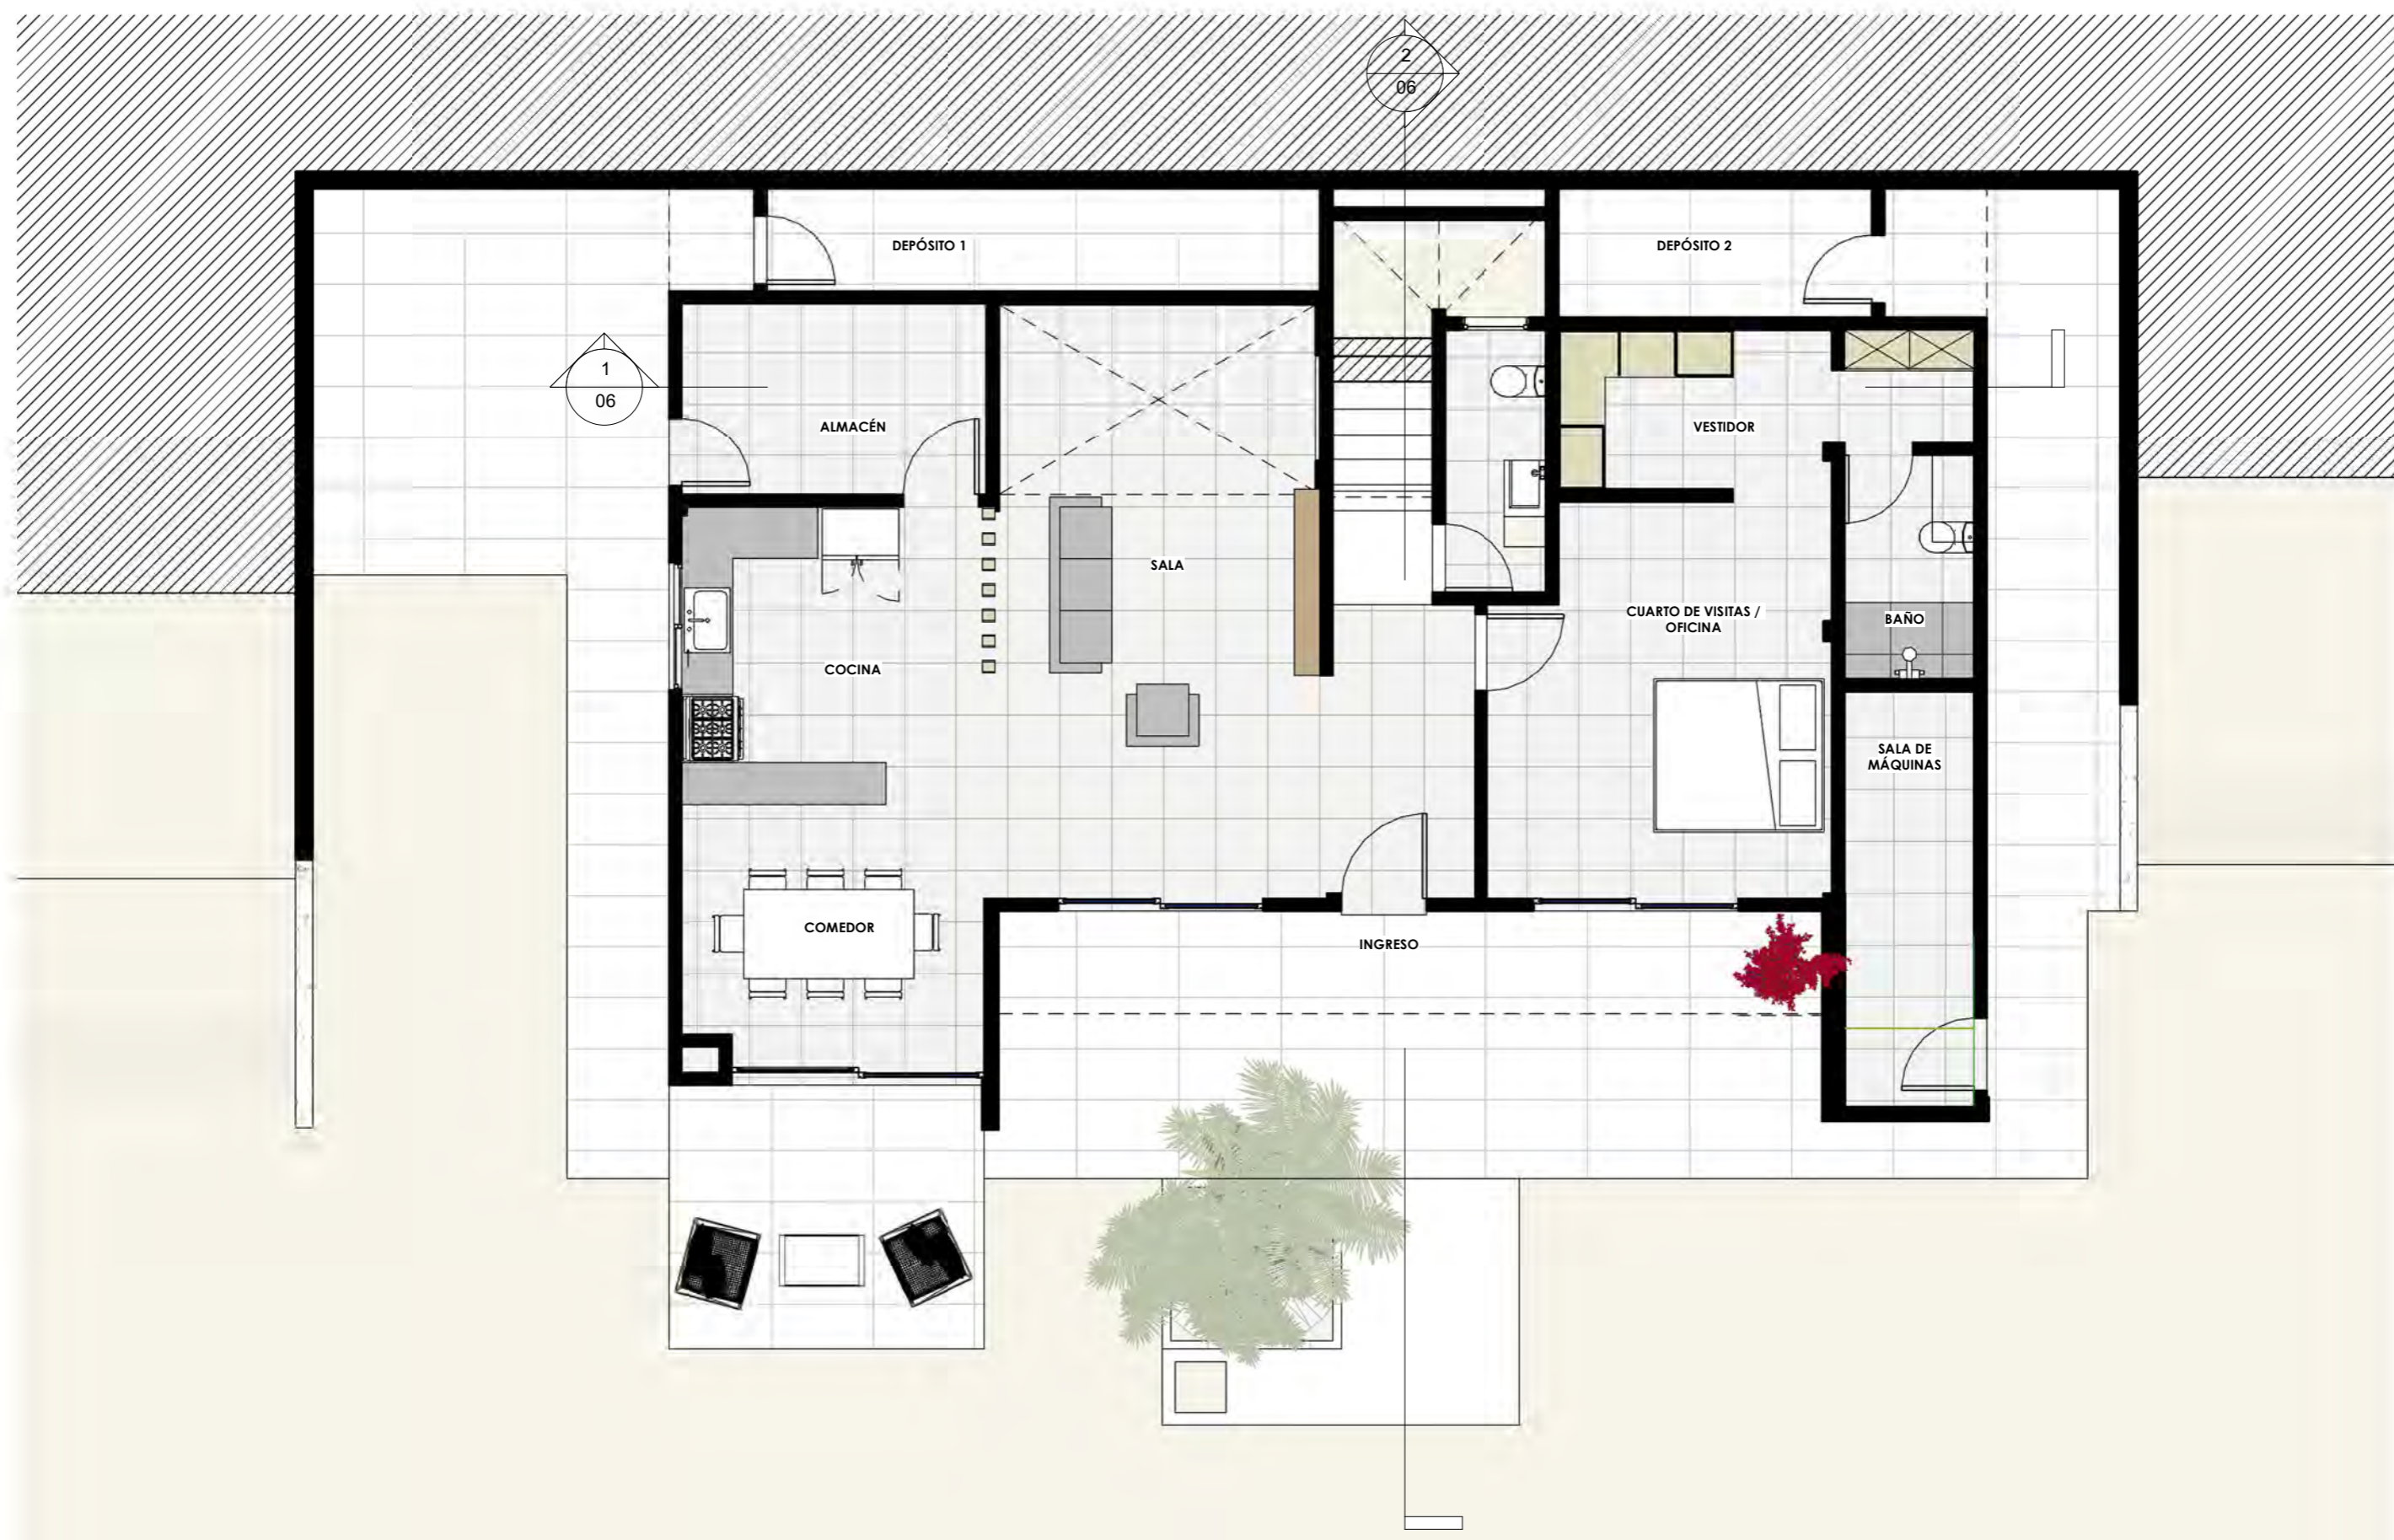 2
06
DEPÓSITO 1
DEPÓSITO 2
1
06
ALMACÉN
VESTIDOR
SALA
CUARTO DE VISITAS /
OFICINA
BAÑO
COCINA
SALA DE
MÁQUINAS
COMEDOR
INGRESO